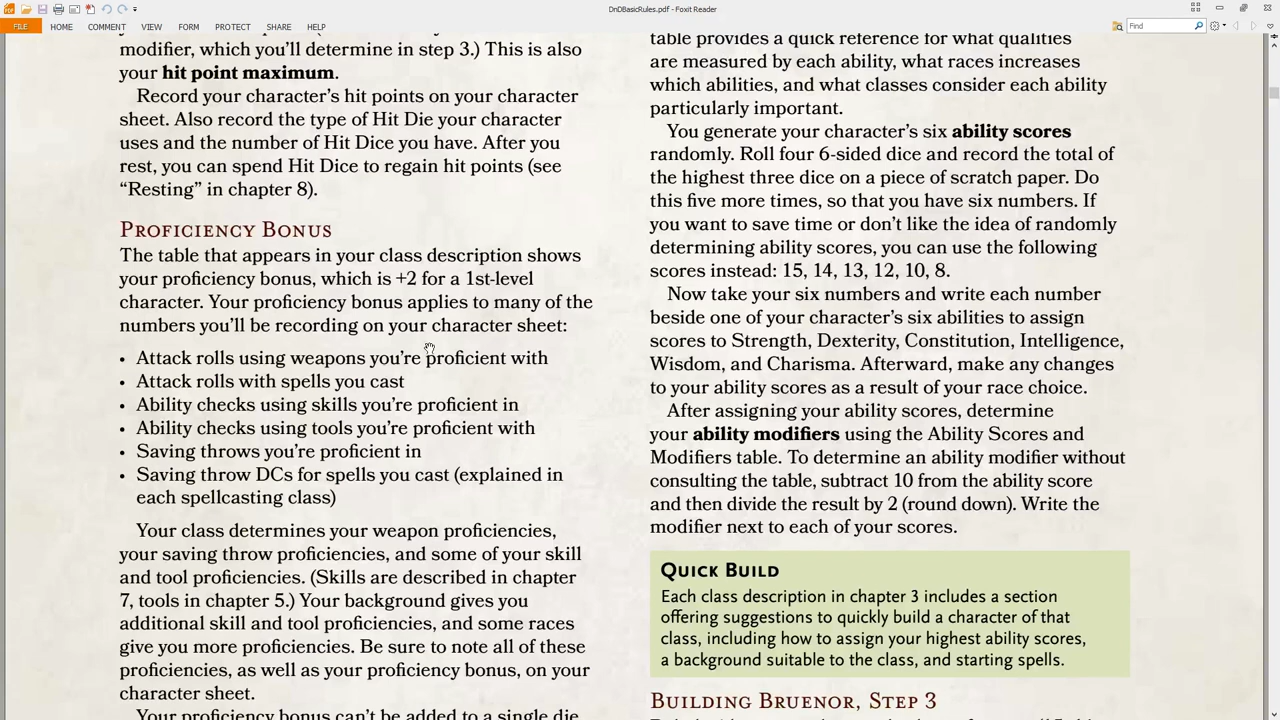 DnDBasicRules.pdf - Foxit Reader
FILE HOME COMMENT VIEW FORM PROTECT SHARE HELP
Find
modifier, which you'll determine in step 3.) This is also
your hit point maximum.
Record your character's hit points on your character
sheet. Also record the type of Hit Die your character
uses and the number of Hit Dice you have. After you
rest, you can spend Hit Dice to regain hit points (see
“Resting” in chapter 8).
PROFICIENCY BONUS
The table that appears in your class description shows
your proficiency bonus, which is +2 for a 1st-level
character. Your proficiency bonus applies to many of the
numbers you'll be recording on your character sheet:
• Attack rolls using weapons you're proficient with
• Attack rolls with spells you cast
• Ability checks using skills you're proficient in
• Ability checks using tools you're proficient with
• Saving throws you're proficient in
• Saving throw DCs for spells you cast (explained in
each spellcasting class)
Your class determines your weapon proficiencies,
your saving throw proficiencies, and some of your skill
and tool proficiencies. (Skills are described in chapter
7, tools in chapter 5.) Your background gives you
additional skill and tool proficiencies, and some races
give you more proficiencies. Be sure to note all of these
proficiencies, as well as your proficiency bonus, on your
character sheet.
Your proficiency bonus can't be added to a single die
table provides a quick reference for what qualities
are measured by each ability, what races increases
which abilities, and what classes consider each ability
particularly important.
You generate your character's six ability scores
randomly. Roll four 6-sided dice and record the total of
the highest three dice on a piece of scratch paper. Do
this five more times, so that you have six numbers. If
you want to save time or don't like the idea of randomly
determining ability scores, you can use the following
scores instead: 15, 14, 13, 12, 10, 8.
Now take your six numbers and write each number
beside one of your character's six abilities to assign
scores to Strength, Dexterity, Constitution, Intelligence,
Wisdom, and Charisma. Afterward, make any changes
to your ability scores as a result of your race choice.
After assigning your ability scores, determine
your ability modifiers using the Ability Scores and
Modifiers table. To determine an ability modifier without
consulting the table, subtract 10 from the ability score
and then divide the result by 2 (round down). Write the
modifier next to each of your scores.
QUICK BUILD
Each class description in chapter 3 includes a section
offering suggestions to quickly build a character of that
class, including how to assign your highest ability scores,
a background suitable to the class, and starting spells.
BUILDING BRUENOR, STEP 3